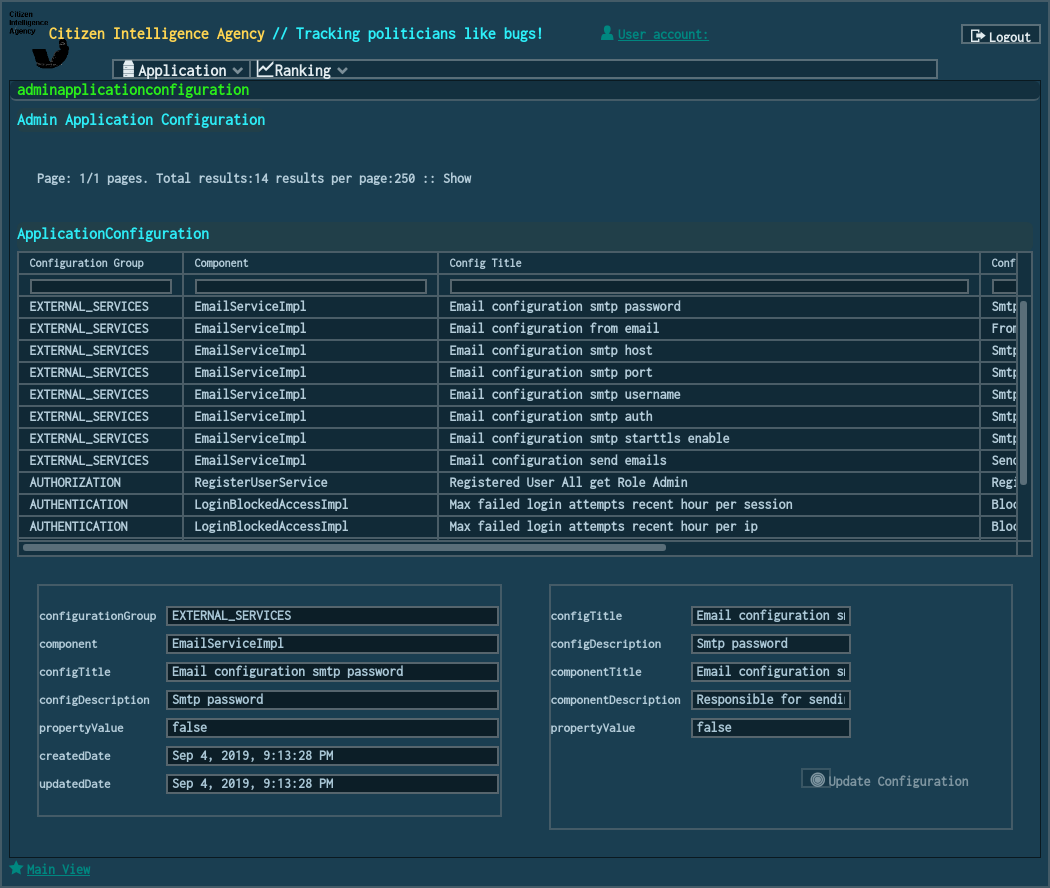 Citizen
Intelligence
Agency
Citizen Intelligence Agency // Tracking politicians like bugs!
User account:
Logout
Application Ranking
adminapplicationconfiguration
Admin Application Configuration
Page: 1/1 pages. Total results:14 results per page:250 :: Show
ApplicationConfiguration
Configuration Group Component Config Title Conf
EXTERNAL_SERVICES EmailServiceImpl Email configuration smtp password Smtp
EXTERNAL_SERVICES EmailServiceImpl Email configuration from email From
EXTERNAL_SERVICES EmailServiceImpl Email configuration smtp host Smtp
EXTERNAL_SERVICES EmailServiceImpl Email configuration smtp port Smtp
EXTERNAL_SERVICES EmailServiceImpl Email configuration smtp username Smtp
EXTERNAL_SERVICES EmailServiceImpl Email configuration smtp auth Smtp
EXTERNAL_SERVICES EmailServiceImpl Email configuration smtp starttls enable Smtp
EXTERNAL_SERVICES EmailServiceImpl Email configuration send emails Send
AUTHORIZATION RegisterUserService Registered User All get Role Admin Regi
AUTHENTICATION LoginBlockedAccessImpl Max failed login attempts recent hour per session Bloc
AUTHENTICATION LoginBlockedAccessImpl Max failed login attempts recent hour per ip Bloc
configurationGroup EXTERNAL_SERVICES
component EmailServiceImpl
configTitle Email configuration smtp password
configDescription Smtp password
propertyValue false
createdDate Sep 4, 2019, 9:13:28 PM
updatedDate Sep 4, 2019, 9:13:28 PM
configTitle Email configuration s
configDescription Smtp password
componentTitle Email configuration s
componentDescription Responsible for sendi
propertyValue false
Update Configuration
Main View